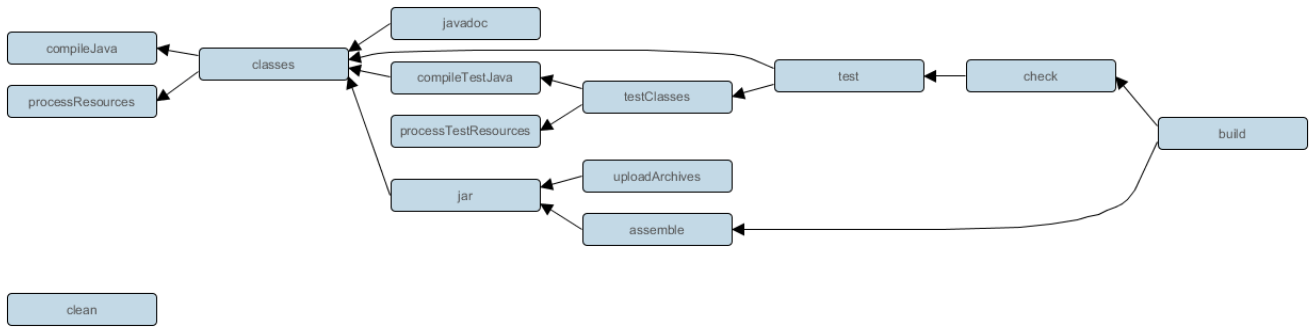 javadoc
compileJava
classes
compileTestJava
test
check
processResources
testClasses
processTestResources
build
uploadArchives
jar
assemble
clean